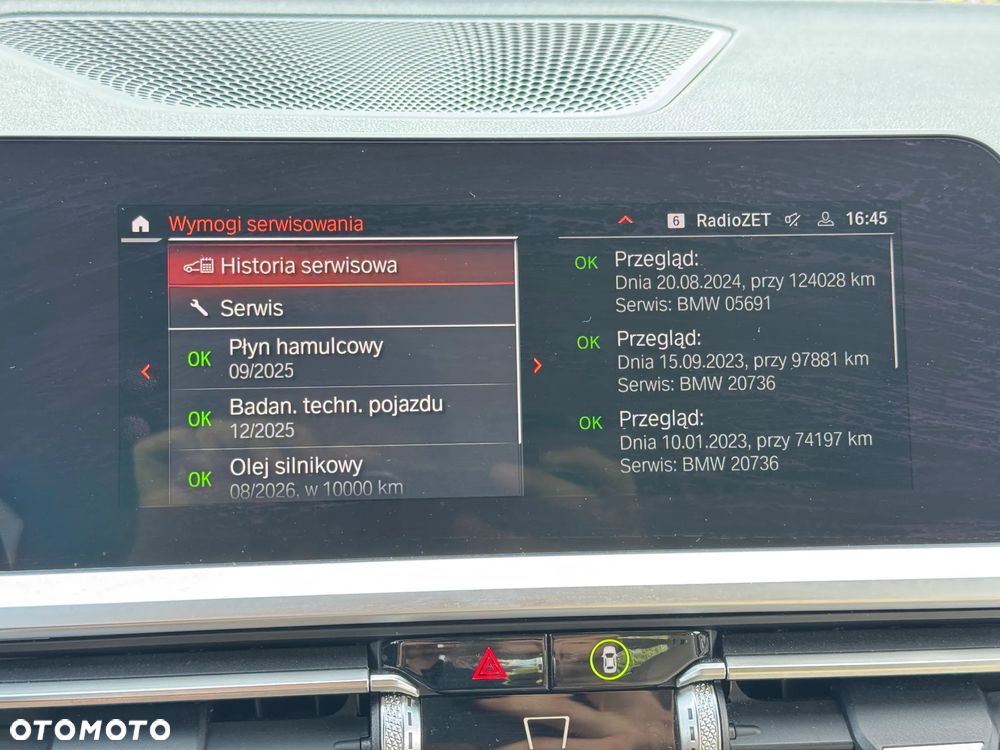 Wymogi serwisowania
6 RadioZET 16:45
Historia serwisowa
Serwis
OK Płyn hamulcowy
09/2025
OK Badan. techn. pojazdu
12/2025
OK Olej silnikowy
08/2026, w 10000 km
OK Przegląd:
Dnia 20.08.2024, przy 124028 km
Serwis: BMW 05691
OK Przegląd:
Dnia 15.09.2023, przy 97881 km
Serwis: BMW 20736
OK Przegląd:
Dnia 10.01.2023, przy 74197 km
Serwis: BMW 20736
OTOMOTO